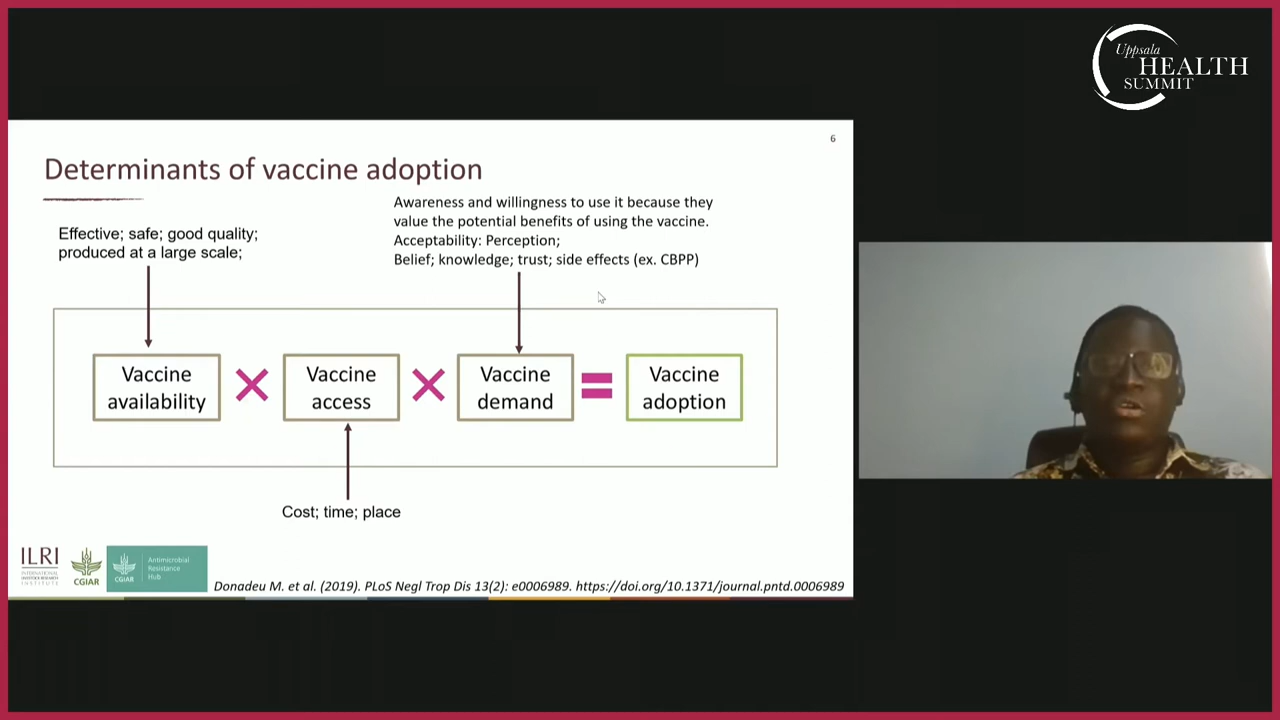 Uppsala
HEALTH
SUMMIT
6
Determinants of vaccine adoption
Awareness and willingness to use it because they
value the potential benefits of using the vaccine.
Acceptability: Perception;
Belief; knowledge; trust; side effects (ex. CBPP)
Effective; safe; good quality;
produced at a large scale;
Vaccine
availability
Vaccine
access
Vaccine
demand
=
Vaccine
adoption
Cost; time; place
ILRI
INTERNATIONAL
LIVESTOCK RESEARCH
INSTITUTE
CGIAR
CGIAR
Antimicrobial
Resistance
Hub
Donadeu M. et al. (2019). PLoS Negl Trop Dis 13(2): e0006989. https://doi.org/10.1371/journal.pntd.0006989